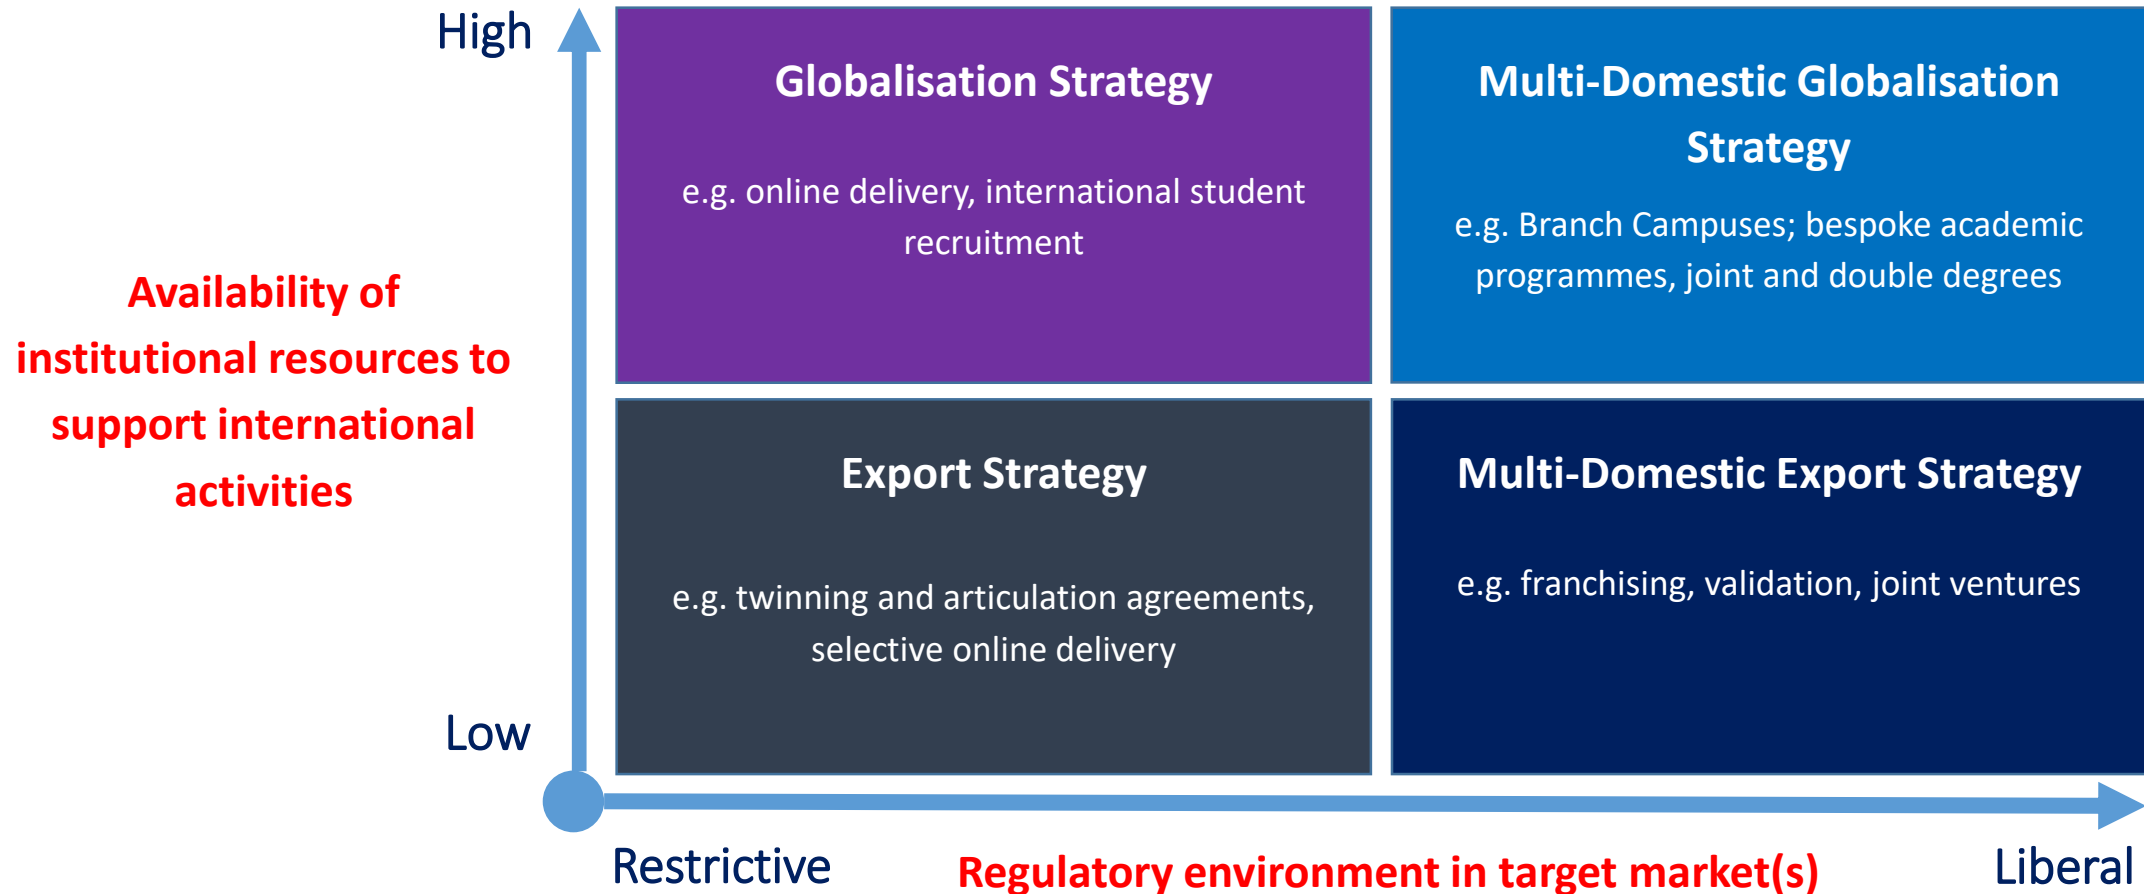 High
Globalisation Strategy
e.g. online delivery, international student
recruitment
Multi-Domestic Globalisation
Strategy
e.g. Branch Campuses; bespoke academic
programmes, joint and double degrees
Availability of
institutional resources to
support international
activities
Export Strategy
e.g. twinning and articulation agreements,
selective online delivery
Multi-Domestic Export Strategy
e.g. franchising, validation, joint ventures
Low
Restrictive
Regulatory environment in target market(s)
Liberal